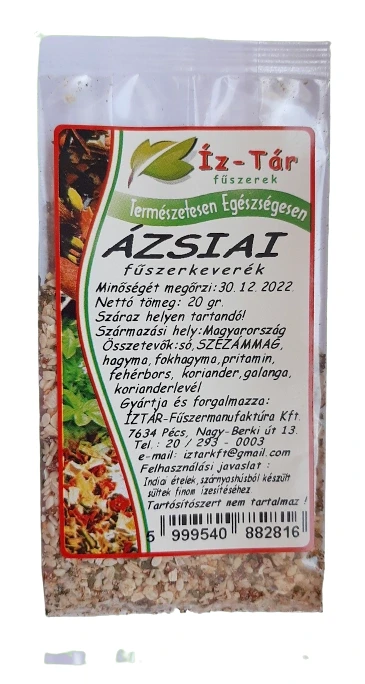 Íz-Tár
fűszerek
Természetesen Egészségesen
ÁZSIAI
fűszerkeverék
Minőségét megőrzi: 30. 12. 2022.
Nettó tömeg: 20 gr.
Száraz helyen tartandó!
Származási hely: Magyarország
Összetevők: só, SZEZÁMMAG,
hagyma, fokhagyma, pritamin,
fehérbors, koriander, galanga,
korianderlevél
Gyártja és forgalmazza:
ÍZTÁR-Fűszermanufaktúra Kft.
7634 Pécs, Nagy-Berki út 13.
Tel.: 20 / 293 - 0003
e-mail: iztarkft@gmail.com
Felhasználási javaslat :
Indiai ételek, szárnyashúsból készült
sültek finom ízesítéséhez.
Tartósítószert nem tartalmaz !
5 999540 882816